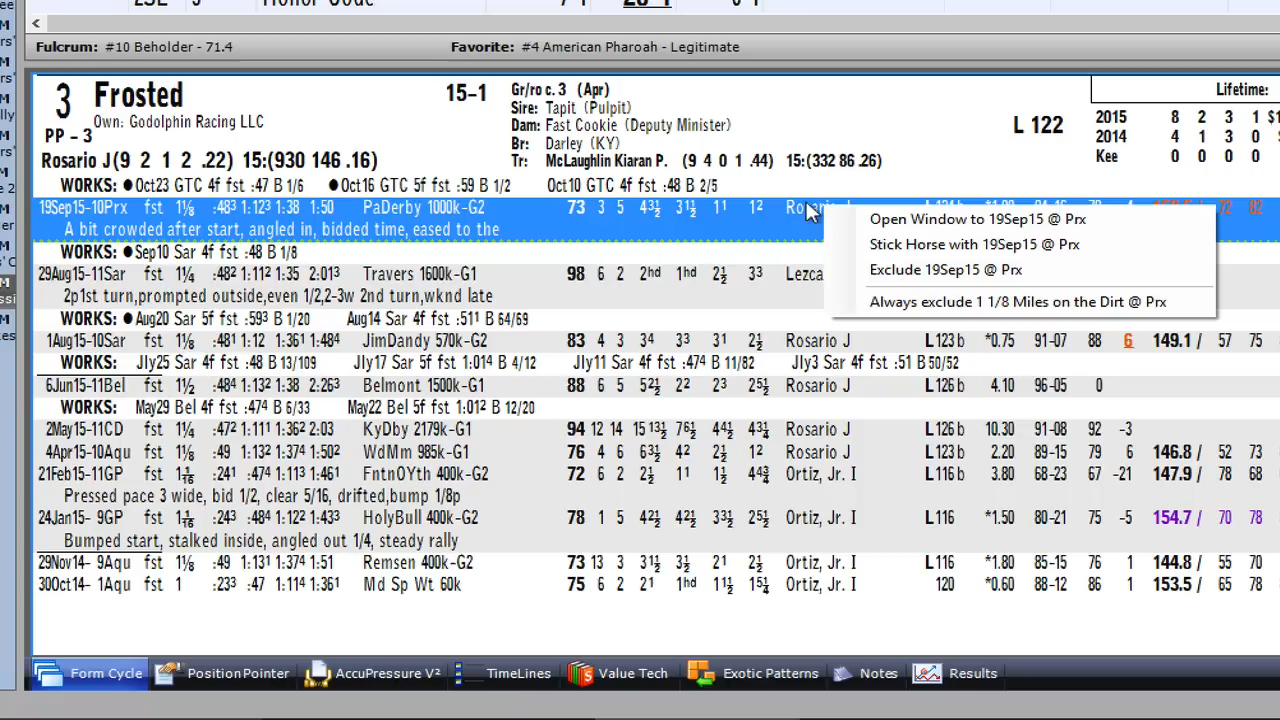 Fulcrum: #10 Beholder - 71.4 Favorite: #4 American Pharoah - Legitimate
3 Frosted 15-1 Gr/ro c. 3 (Apr) Lifetime:
Own: Godolphin Racing LLC Sire: Tapit (Pulpit) L 122 2015 8 2 3 1
PP - 3 Dam: Fast Cookie (Deputy Minister) 2014 4 1 3 0
Br: Darley (KY) Kee 0 0 0 0
Rosario J(9 2 1 2 .22) 15:(930 146 .16) Tr: McLaughlin Kiaran P. (9 4 0 1 .44) 15:(332 86 .26)
WORKS: ●Oct23 GTC 4f fst :47 B 1/6 ●Oct16 GTC 5f fst :59 B 1/2 Oct10 GTC 4f fst :48 B 2/5
19Sep15-10Prx fst 1⅛ :48³ 1:12³ 1:38 1:50 PaDerby 1000k-G2 73 3 5 4³½ 3¹½ 1¹ 1²
A bit crowded after start, angled in, bidded time, eased to the
Open Window to 19Sep15 @ Prx
Stick Horse with 19Sep15 @ Prx
Exclude 19Sep15 @ Prx
Always exclude 1 1/8 Miles on the Dirt @ Prx
●Sep10 Sar 4f fst :48 B 1/8
29Aug15-11Sar fst 1¼ :48² 1:11² 1:35 2:01³ Travers 1600k-G1 98 6 2 2hd 1hd 2½ 3³ Lezca
2p1st turn,prompted outside,even 1/2,2-3w 2nd turn,wknd late
WORKS: ●Aug20 Sar 5f fst :59³ B 1/20 Aug14 Sar 4f fst :51¹ B 64/69
1Aug15-10Sar fst 1⅛ :48¹ 1:12 1:36¹ 1:48⁴ JimDandy 570k-G2 83 4 3 3⁴ 3³ 3¹ 2½ Rosario J L123 b *0.75 91-07 88 6 149.1 / 57 75
WORKS: Jly25 Sar 4f fst :48 B 13/109 Jly17 Sar 5f fst 1:01⁴ B 4/12 Jly11 Sar 4f fst :47⁴ B 11/82 Jly3 Sar 4f fst :51 B 50/52
6Jun15-11Bel fst 1½ :48⁴ 1:13² 1:38 2:26³ Belmont 1500k-G1 88 6 5 5²½ 2² 2³ 2⁵½ Rosario J L126 b 4.10 96-05 0
WORKS: May29 Bel 4f fst :47⁴ B 6/33 May22 Bel 5f fst 1:01² B 12/20
2May15-11CD fst 1¼ :47² 1:11¹ 1:36² 2:03 KyDby 2179k-G1 94 12 14 15¹³½ 7⁶½ 4⁴½ 4³¼ Rosario J L126 b 10.30 91-08 92 -3
4Apr15-10Aqu fst 1⅛ :49 1:13² 1:37⁴ 1:50² WdMm 985k-G1 76 4 6 6³½ 4² 2½ 1² Rosario J L123 b 2.20 89-15 79 6 146.8 / 52 73
21Feb15-11GP fst 1 1/16 :24¹ :47⁴ 1:11³ 1:46¹ FntnOYth 400k-G2 72 6 2 2½ 1¹ 1½ 4⁴¾ Ortiz, Jr. I L116 b 3.80 68-23 67 -21 147.9 / 78 68
Pressed pace 3 wide, bid 1/2, clear 5/16, drifted,bump 1/8p
24Jan15- 9GP fst 1 1/16 :24³ :48⁴ 1:12² 1:43³ HolyBull 400k-G2 78 1 5 4²½ 4²½ 3³½ 2⁵½ Ortiz, Jr. I L116 *1.50 80-21 75 -5 154.7 / 70 78
Bumped start, stalked inside, angled out 1/4, steady rally
29Nov14- 9Aqu fst 1⅛ :49 1:13¹ 1:37⁴ 1:51 Remsen 400k-G2 73 13 3 3¹½ 3½ 2¹ 2½ Ortiz, Jr. I L116 *1.80 85-15 76 1 144.8 / 55 70
30Oct14- 1Aqu fst 1 :23³ :47 1:11⁴ 1:36¹ Md Sp Wt 60k 75 6 2 2¹ 1hd 1¹½ 1⁵¼ Ortiz, Jr. I 120 *0.60 88-12 86 1 153.5 / 65 78
Form Cycle PositionPointer AccuPressure V² TimeLines Value Tech Exotic Patterns Notes Results